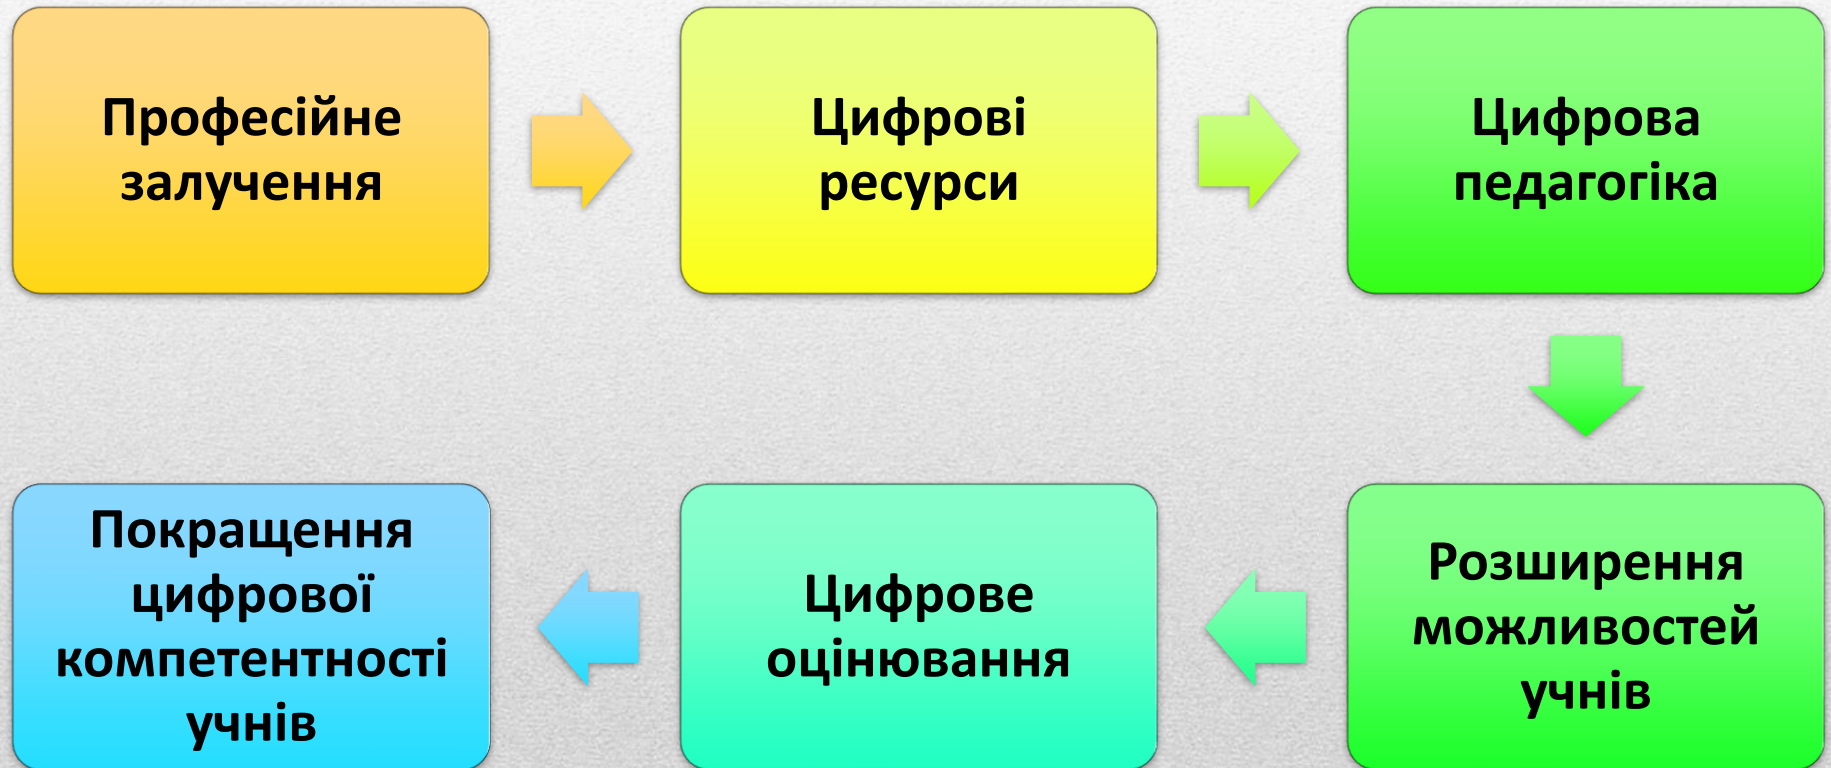 Професійне
залучення
Цифрові
ресурси
Цифрова
педагогіка
Розширення
можливостей
учнів
Цифрове
оцінювання
Покращення
цифрової
компетентності
учнів